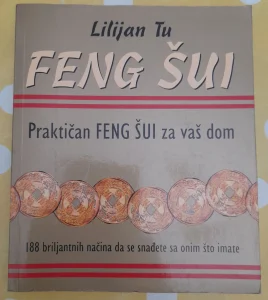 Lilijan Tu
FENG ŠUI
Praktičan FENG ŠUI za vaš dom
188 briljantnih načina da se snađete sa onim što imate